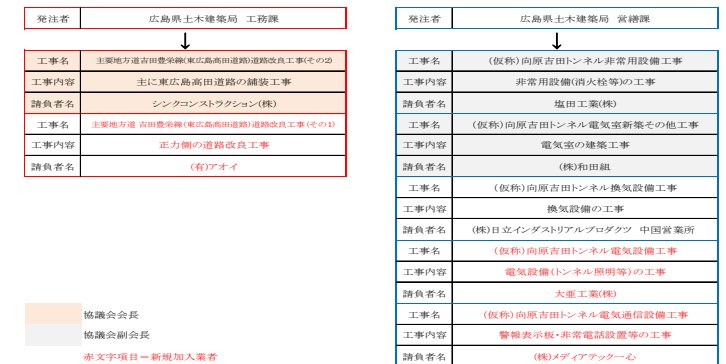 発注者 広島県土木建築局 工務課
工事名 主要地方道吉田豊栄線(東広島高田道路)道路改良工事(その2)
工事内容 主に東広島高田道路の舗装工事
請負者名 シンクコンストラクション(株)
工事名 主要地方道 吉田豊栄線(東広島高田道路)道路改良工事(その1)
工事内容 正力側の道路改良工事
請負者名 (有)アオイ
協議会会長
協議会副会長
赤文字項目=新規加入業者
発注者 広島県土木建築局 営繕課
工事名 (仮称)向原吉田トンネル非常用設備工事
工事内容 非常用設備(消火栓等)の工事
請負者名 塩田工業(株)
工事名 (仮称)向原吉田トンネル電気室新築その他工事
工事内容 電気室の建築工事
請負者名 (株)和田組
工事名 (仮称)向原吉田トンネル換気設備工事
工事内容 換気設備の工事
請負者名 (株)日立インダストリアルプロダクツ 中国営業所
工事名 (仮称)向原吉田トンネル電気設備工事
工事内容 電気設備(トンネル照明等)の工事
請負者名 大亜工業(株)
工事名 (仮称)向原吉田トンネル電気通信設備工事
工事内容 警報表示板・非常電話設置等の工事
請負者名 (株)メディアテック一心